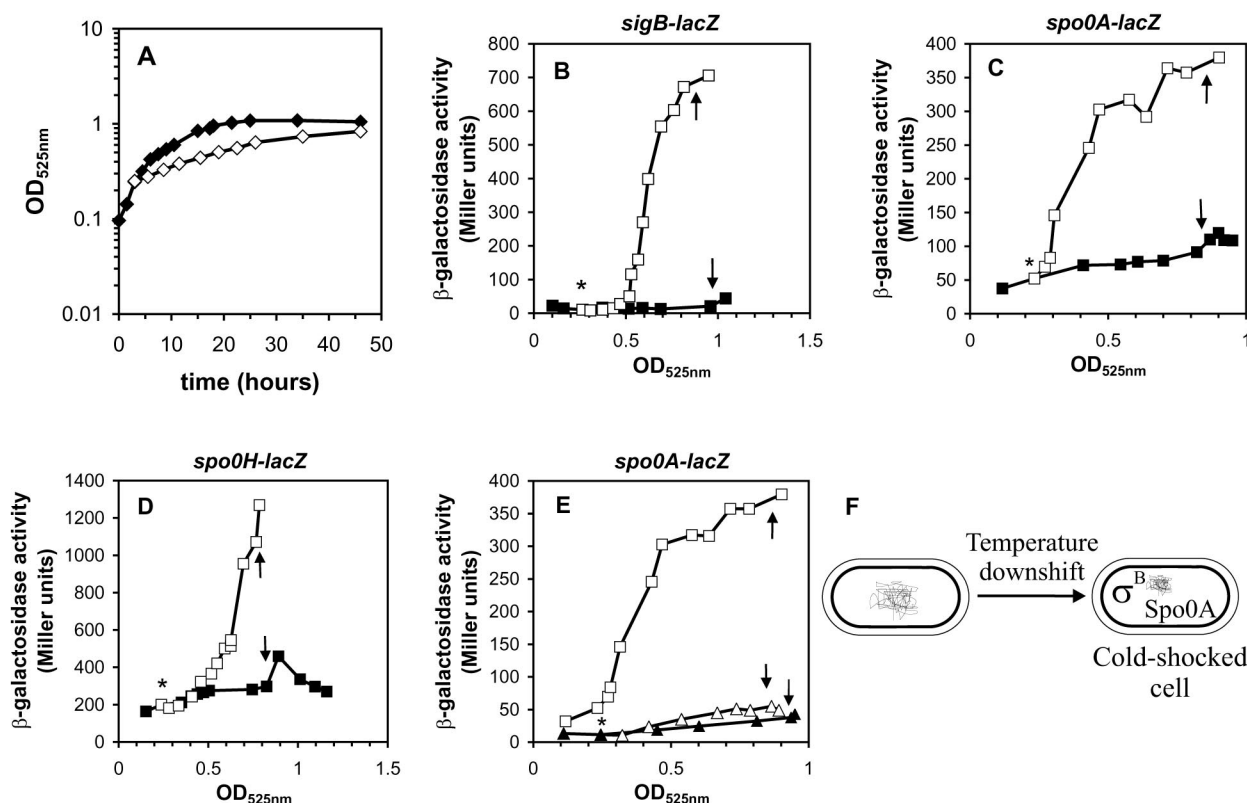 A
OD525nm
10
1
0.1
0.01
0 10 20 30 40 50
time (hours)
sigB-lacZ
B
β-galactosidase activity
(Miller units)
800
700
600
500
400
300
200
100
0
*
0 0.5 1 1.5
OD525nm
spo0A-lacZ
C
β-galactosidase activity
(Miller units)
400
350
300
250
200
150
100
50
0
*
0 0.5 1
OD525nm
spo0H-lacZ
D
β-galactosidase activity
(Miller units)
1400
1200
1000
800
600
400
200
0
*
0 0.5 1 1.5
OD525nm
spo0A-lacZ
E
β-galactosidase activity
(Miller units)
400
350
300
250
200
150
100
50
0
*
0 0.5 1
OD525nm
F
Temperature
downshift
σB
Spo0A
Cold-shocked
cell